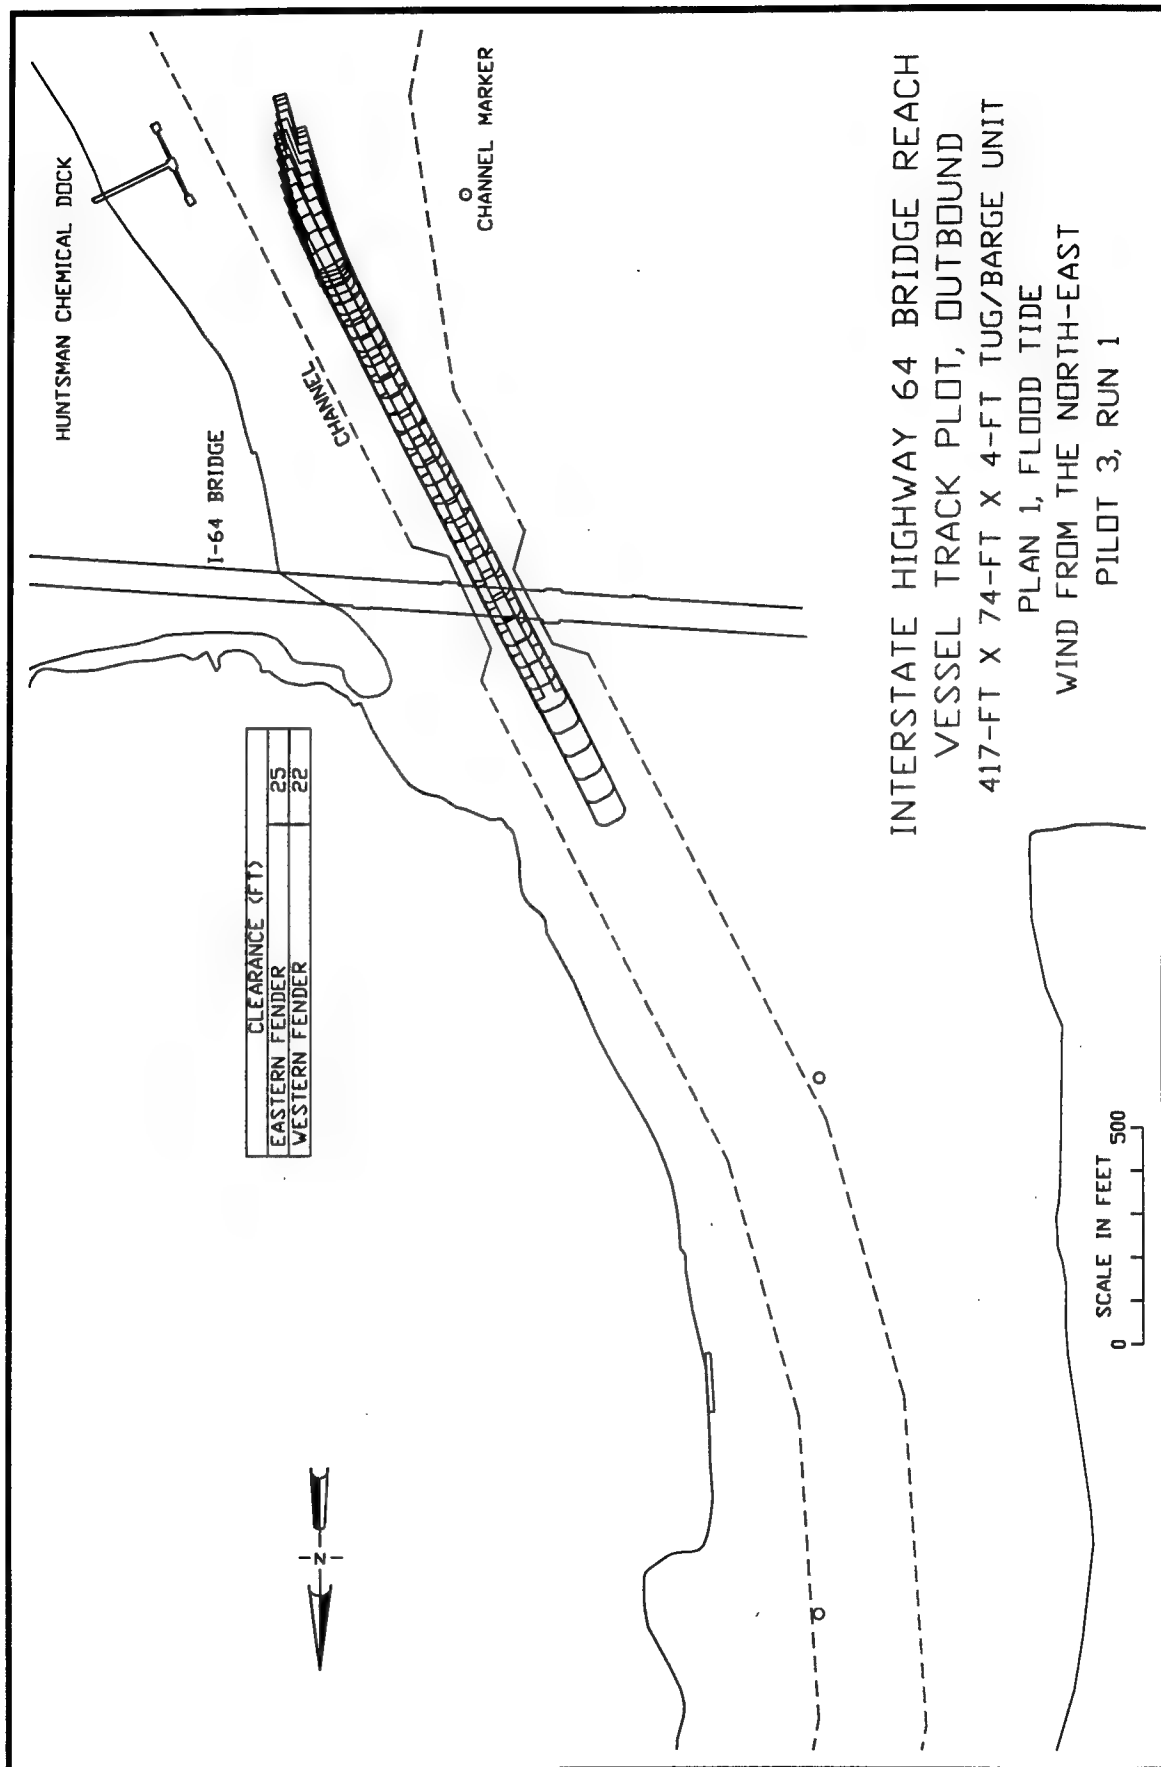 HUNTSMAN CHEMICAL DOCK
I-64 BRIDGE
CHANNEL
CHANNEL MARKER
CLEARANCE (FT)
EASTERN FENDER 25
WESTERN FENDER 22
N
INTERSTATE HIGHWAY 64 BRIDGE REACH
VESSEL TRACK PLOT, OUTBOUND
417-FT X 74-FT X 4-FT TUG/BARGE UNIT
PLAN 1, FLOOD TIDE
WIND FROM THE NORTH-EAST
PILOT 3, RUN 1
SCALE IN FEET
0 500